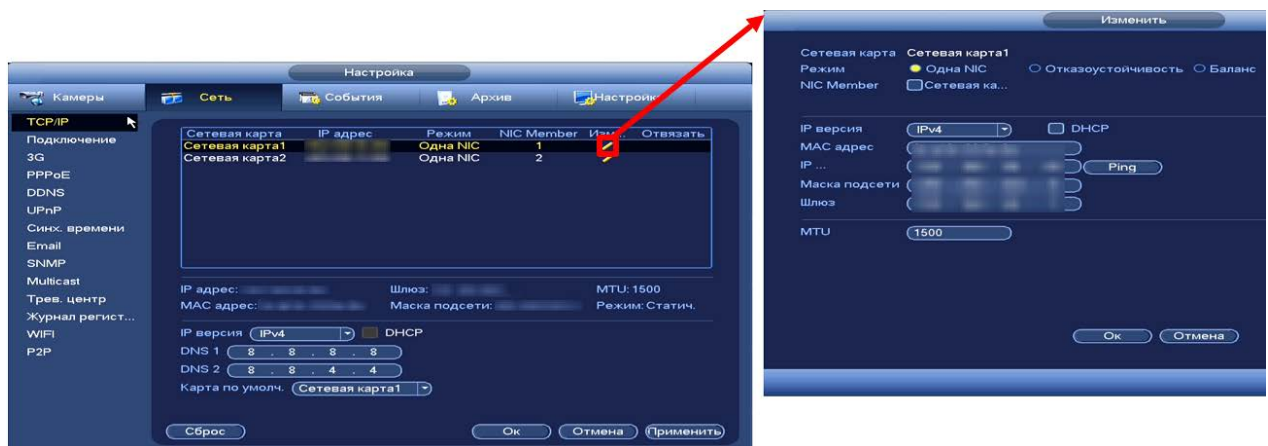 Настройка
Камеры Сеть События Архив Настройки
TCP/IP
Подключение
3G
PPPoE
DDNS
UPnP
Синх. времени
Email
SNMP
Multicast
Трев. центр
Журнал регист...
WIFI
P2P
Сетевая карта IP адрес Режим NIC Member Изм... Отвязать
Сетевая карта1 Одна NIC 1
Сетевая карта2 Одна NIC 2
IP адрес: Шлюз: MTU: 1500
MAC адрес: Маска подсети: Режим: Статич.
IP версия IPv4 DHCP
DNS 1 8 . 8 . 8 . 8
DNS 2 8 . 8 . 4 . 4
Карта по умолч. Сетевая карта1
Сброс Ок Отмена Применить
Изменить
Сетевая карта Сетевая карта1
Режим Одна NIC Отказоустойчивость Баланс
NIC Member Сетевая ка...
IP версия IPv4 DHCP
MAC адрес
IP ... Ping
Маска подсети
Шлюз
MTU 1500
Ок Отмена